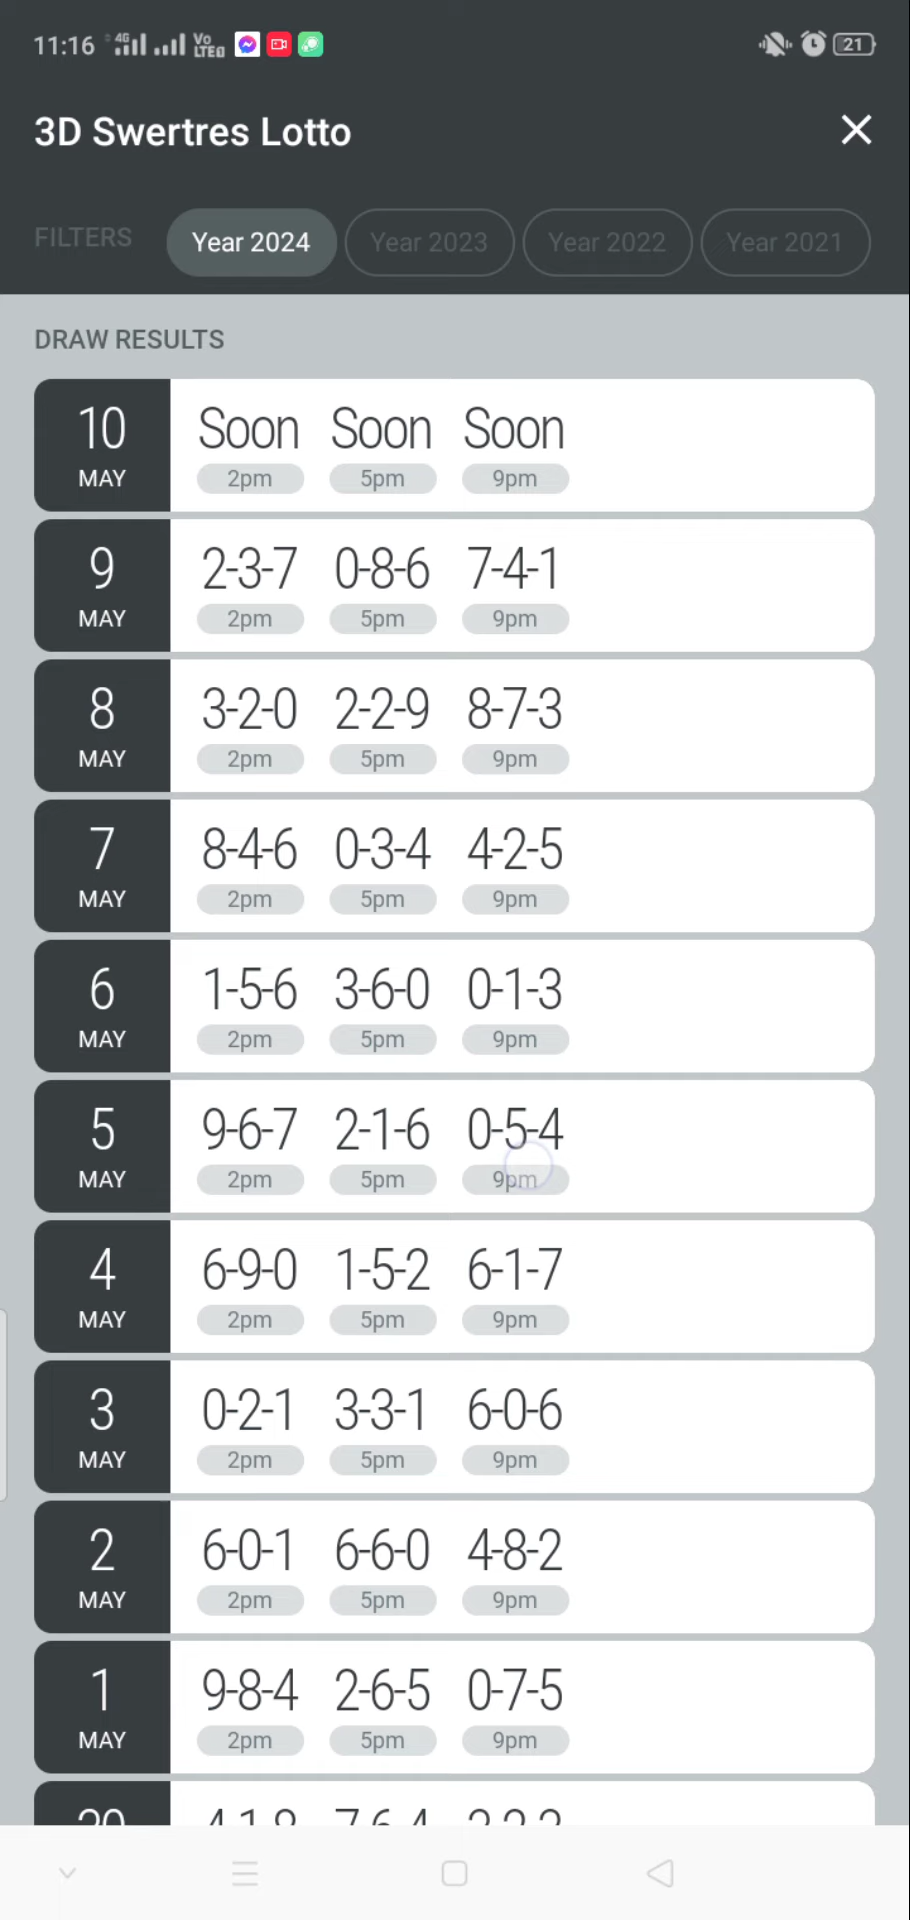 11:16 4G Vo LTE 21
3D Swertres Lotto
FILTERS Year 2024 Year 2023 Year 2022 Year 2021
DRAW RESULTS
10 Soon Soon Soon
MAY 2pm 5pm 9pm
9 2-3-7 0-8-6 7-4-1
MAY 2pm 5pm 9pm
8 3-2-0 2-2-9 8-7-3
MAY 2pm 5pm 9pm
7 8-4-6 0-3-4 4-2-5
MAY 2pm 5pm 9pm
6 1-5-6 3-6-0 0-1-3
MAY 2pm 5pm 9pm
5 9-6-7 2-1-6 0-5-4
MAY 2pm 5pm 9pm
4 6-9-0 1-5-2 6-1-7
MAY 2pm 5pm 9pm
3 0-2-1 3-3-1 6-0-6
MAY 2pm 5pm 9pm
2 6-0-1 6-6-0 4-8-2
MAY 2pm 5pm 9pm
1 9-8-4 2-6-5 0-7-5
MAY 2pm 5pm 9pm